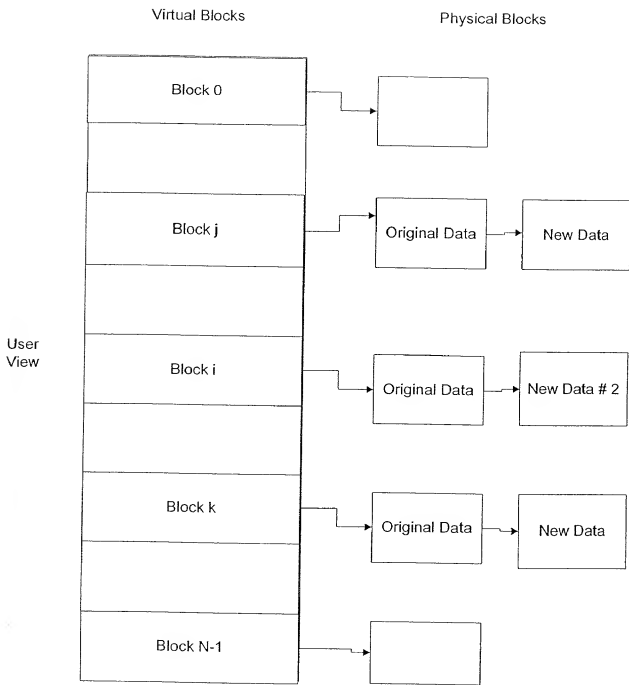 Virtual Blocks
Physical Blocks
Block 0
Block j
Original Data
New Data
User
View
Block i
Original Data
New Data # 2
Block k
Original Data
New Data
Block N-1